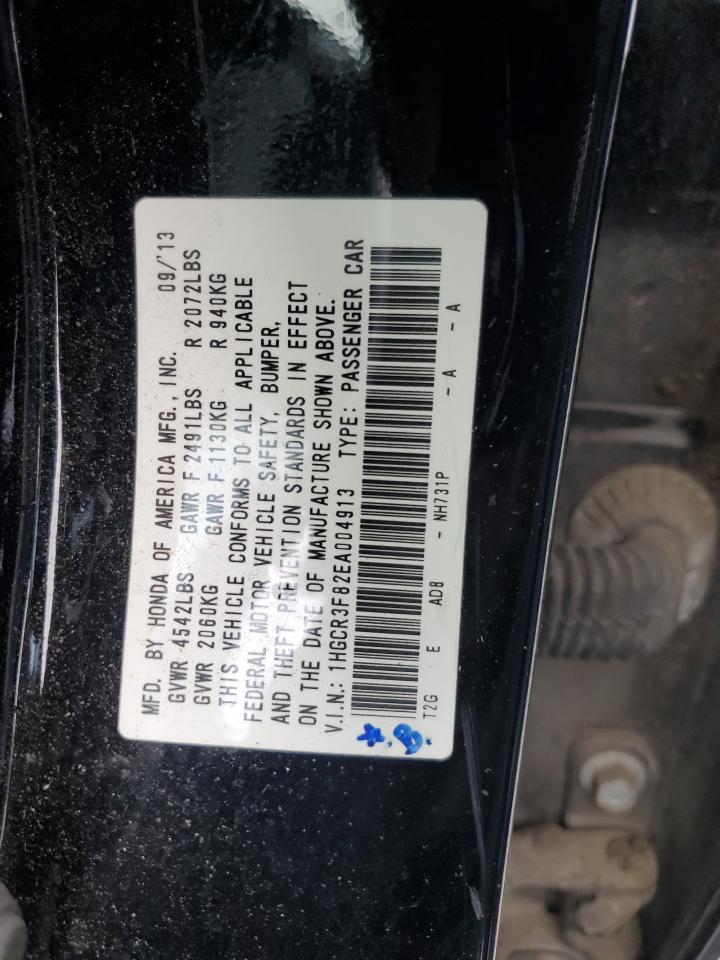 MFD. BY HONDA OF AMERICA MFG., INC. 09/'13
GVWR 4542LBS GAWR F 2491LBS R 2072LBS
GVWR 2060KG GAWR F 1130KG R 940KG
THIS VEHICLE CONFORMS TO ALL APPLICABLE
FEDERAL MOTOR VEHICLE SAFETY, BUMPER,
AND THEFT PREVENTION STANDARDS IN EFFECT
ON THE DATE OF MANUFACTURE SHOWN ABOVE.
V.I.N.: 1HGCR3F82EA004913 TYPE: PASSENGER CAR
T2G E AD8 - NH731P - A - A